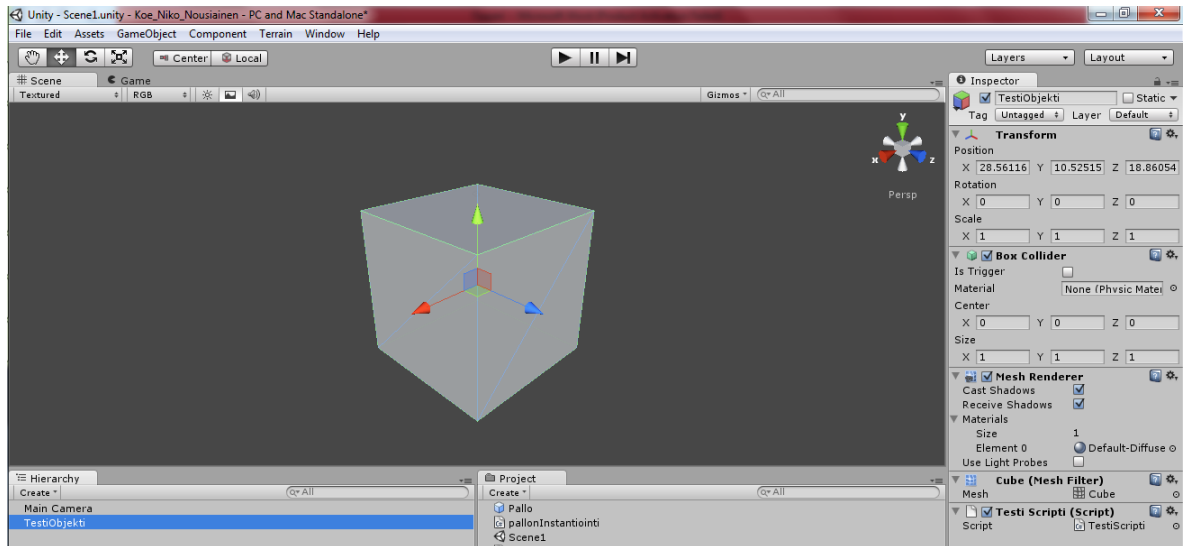 Unity - Scene1.unity - Koe_Niko_Nousiainen - PC and Mac Standalone*
File Edit Assets GameObject Component Terrain Window Help
Center Local
Layers Layout
Scene Game
Textured RGB Gizmos All
y
x z
Persp
Inspector
TestiObjekti Static
Tag Untagged Layer Default
Transform
Position
X 28.56116 Y 10.52515 Z 18.86054
Rotation
X 0 Y 0 Z 0
Scale
X 1 Y 1 Z 1
Box Collider
Is Trigger
Material None (Physic Mater
Center
X 0 Y 0 Z 0
Size
X 1 Y 1 Z 1
Mesh Renderer
Cast Shadows
Receive Shadows
Materials
Size 1
Element 0 Default-Diffuse
Use Light Probes
Cube (Mesh Filter)
Mesh Cube
Testi Scripti (Script)
Script TestiScripti
Hierarchy
Create All
Main Camera
TestiObjekti
Project
Create All
Pallo
pallonInstantiointi
Scene1